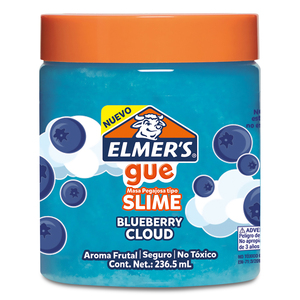 NUEVO
ELMER'S
gue
Masa Pegajosa tipo
SLIME
BLUEBERRY
CLOUD
Aroma Frutal | Seguro | No Tóxico
Cont. Net.: 236.5 mL